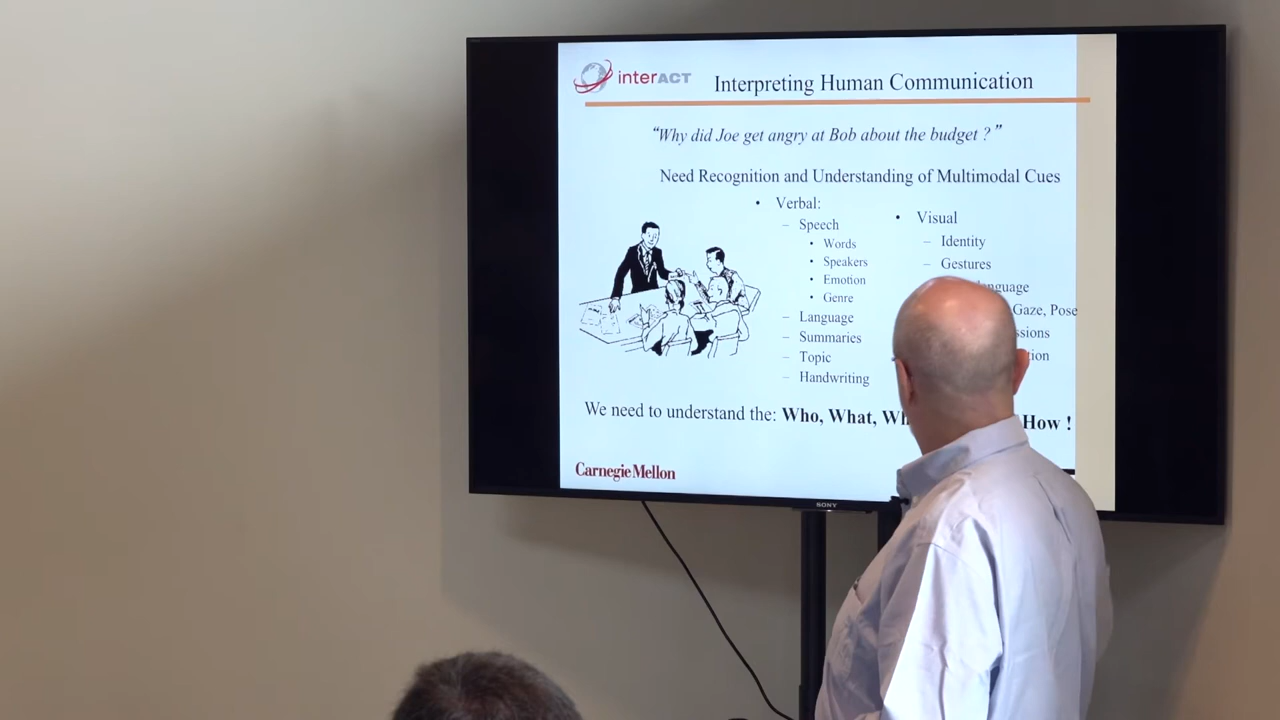 interACT
Interpreting Human Communication
“Why did Joe get angry at Bob about the budget ?”
Need Recognition and Understanding of Multimodal Cues
• Verbal:
– Speech
• Words
• Speakers
• Emotion
• Genre
– Language
– Summaries
– Topic
– Handwriting
• Visual
– Identity
– Gestures
Gaze, Pose
We need to understand the: Who, What, How !
Carnegie Mellon
SONY